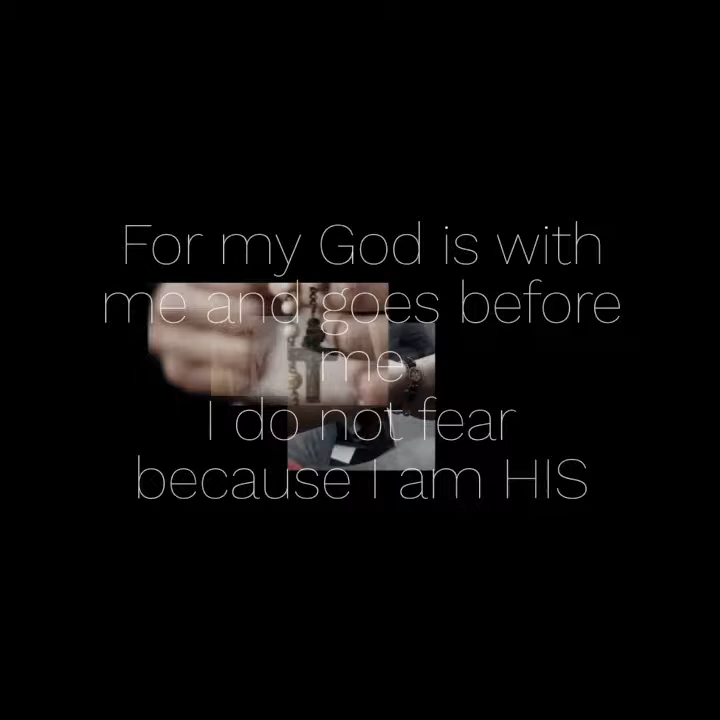 For my God is with
me and goes before
me.
I do not fear
because I am HIS